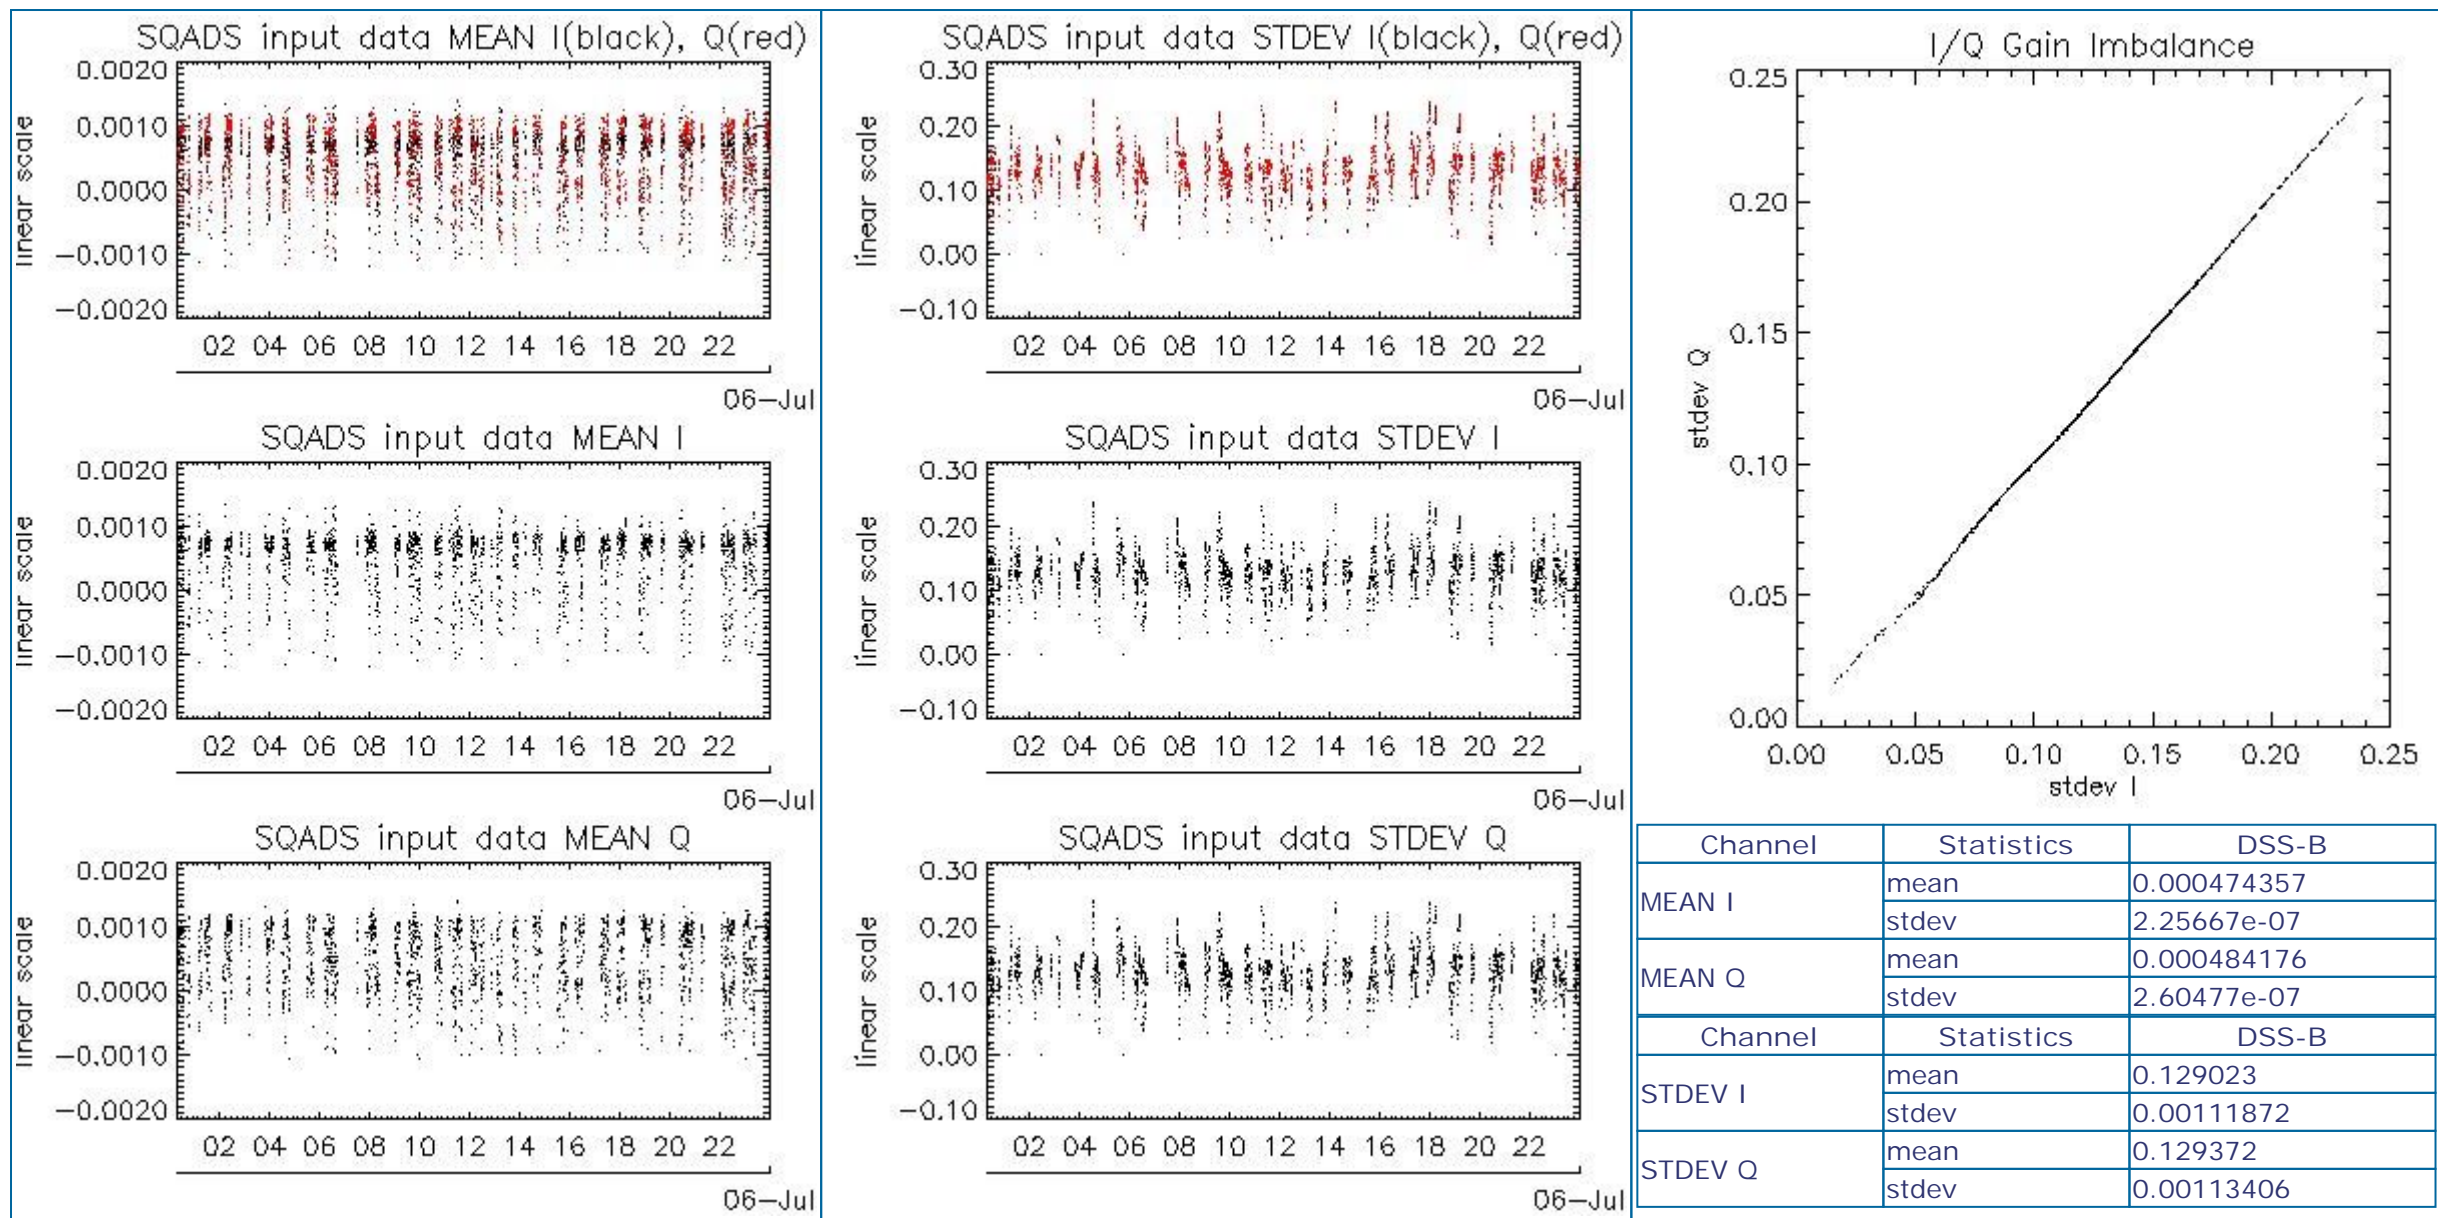 SQADS input data MEAN I(black), Q(red)
0.0020
0.0010
0.0000
-0.0010
-0.0020
linear scale
02 04 06 08 10 12 14 16 18 20 22
06-Jul
SQADS input data MEAN I
0.0020
0.0010
0.0000
-0.0010
-0.0020
linear scale
02 04 06 08 10 12 14 16 18 20 22
06-Jul
SQADS input data MEAN Q
0.0020
0.0010
0.0000
-0.0010
-0.0020
linear scale
02 04 06 08 10 12 14 16 18 20 22
06-Jul
SQADS input data STDEV I(black), Q(red)
0.30
0.20
0.10
0.00
-0.10
linear scale
02 04 06 08 10 12 14 16 18 20 22
06-Jul
SQADS input data STDEV I
0.30
0.20
0.10
0.00
-0.10
linear scale
02 04 06 08 10 12 14 16 18 20 22
06-Jul
SQADS input data STDEV Q
0.30
0.20
0.10
0.00
-0.10
linear scale
02 04 06 08 10 12 14 16 18 20 22
06-Jul
I/Q Gain Imbalance
0.25
0.20
0.15
0.10
0.05
0.00
stdev Q
0.00 0.05 0.10 0.15 0.20 0.25
stdev I
Channel Statistics DSS-B
MEAN I
mean 0.000474357
stdev 2.25667e-07
MEAN Q
mean 0.000484176
stdev 2.60477e-07
Channel Statistics DSS-B
STDEV I
mean 0.129023
stdev 0.00111872
STDEV Q
mean 0.129372
stdev 0.00113406